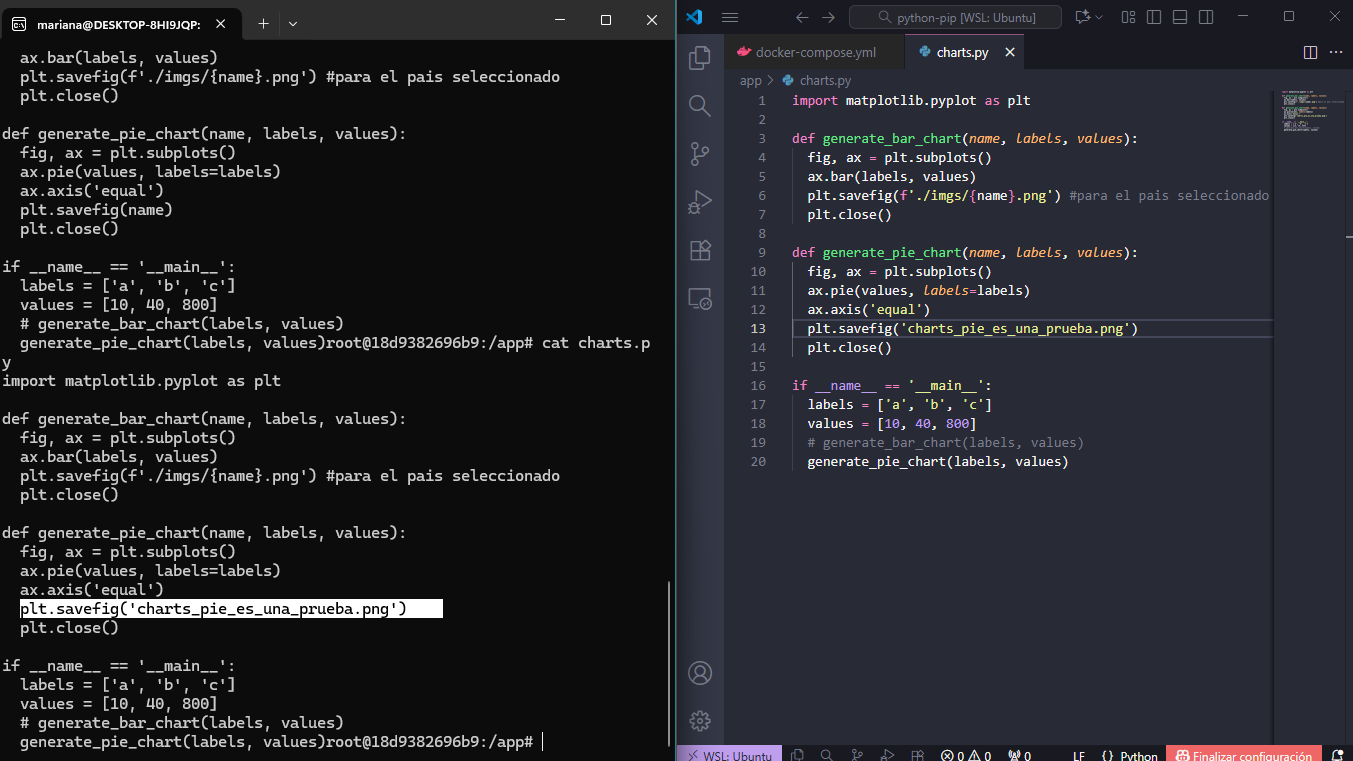 mariana@DESKTOP-8HI9JQP:
  ax.bar(labels, values)
  plt.savefig(f'./imgs/{name}.png') #para el pais seleccionado
  plt.close()
def generate_pie_chart(name, labels, values):
  fig, ax = plt.subplots()
  ax.pie(values, labels=labels)
  ax.axis('equal')
  plt.savefig(name)
  plt.close()
if __name__ == '__main__':
  labels = ['a', 'b', 'c']
  values = [10, 40, 800]
  # generate_bar_chart(labels, values)
  generate_pie_chart(labels, values)root@18d9382696b9:/app# cat charts.p
y
import matplotlib.pyplot as plt
def generate_bar_chart(name, labels, values):
  fig, ax = plt.subplots()
  ax.bar(labels, values)
  plt.savefig(f'./imgs/{name}.png') #para el pais seleccionado
  plt.close()
def generate_pie_chart(name, labels, values):
  fig, ax = plt.subplots()
  ax.pie(values, labels=labels)
  ax.axis('equal')
  plt.savefig('charts_pie_es_una_prueba.png')
  plt.close()
if __name__ == '__main__':
  labels = ['a', 'b', 'c']
  values = [10, 40, 800]
  # generate_bar_chart(labels, values)
  generate_pie_chart(labels, values)root@18d9382696b9:/app#
python-pip [WSL: Ubuntu]
docker-compose.yml
charts.py
app > charts.py
1 import matplotlib.pyplot as plt
2
3 def generate_bar_chart(name, labels, values):
4   fig, ax = plt.subplots()
5   ax.bar(labels, values)
6   plt.savefig(f'./imgs/{name}.png') #para el pais seleccionado
7   plt.close()
8
9 def generate_pie_chart(name, labels, values):
10   fig, ax = plt.subplots()
11   ax.pie(values, labels=labels)
12   ax.axis('equal')
13   plt.savefig('charts_pie_es_una_prueba.png')
14   plt.close()
15
16 if __name__ == '__main__':
17   labels = ['a', 'b', 'c']
18   values = [10, 40, 800]
19   # generate_bar_chart(labels, values)
20   generate_pie_chart(labels, values)
WSL: Ubuntu
0 0
0
LF
{} Python
Finalizar configuración